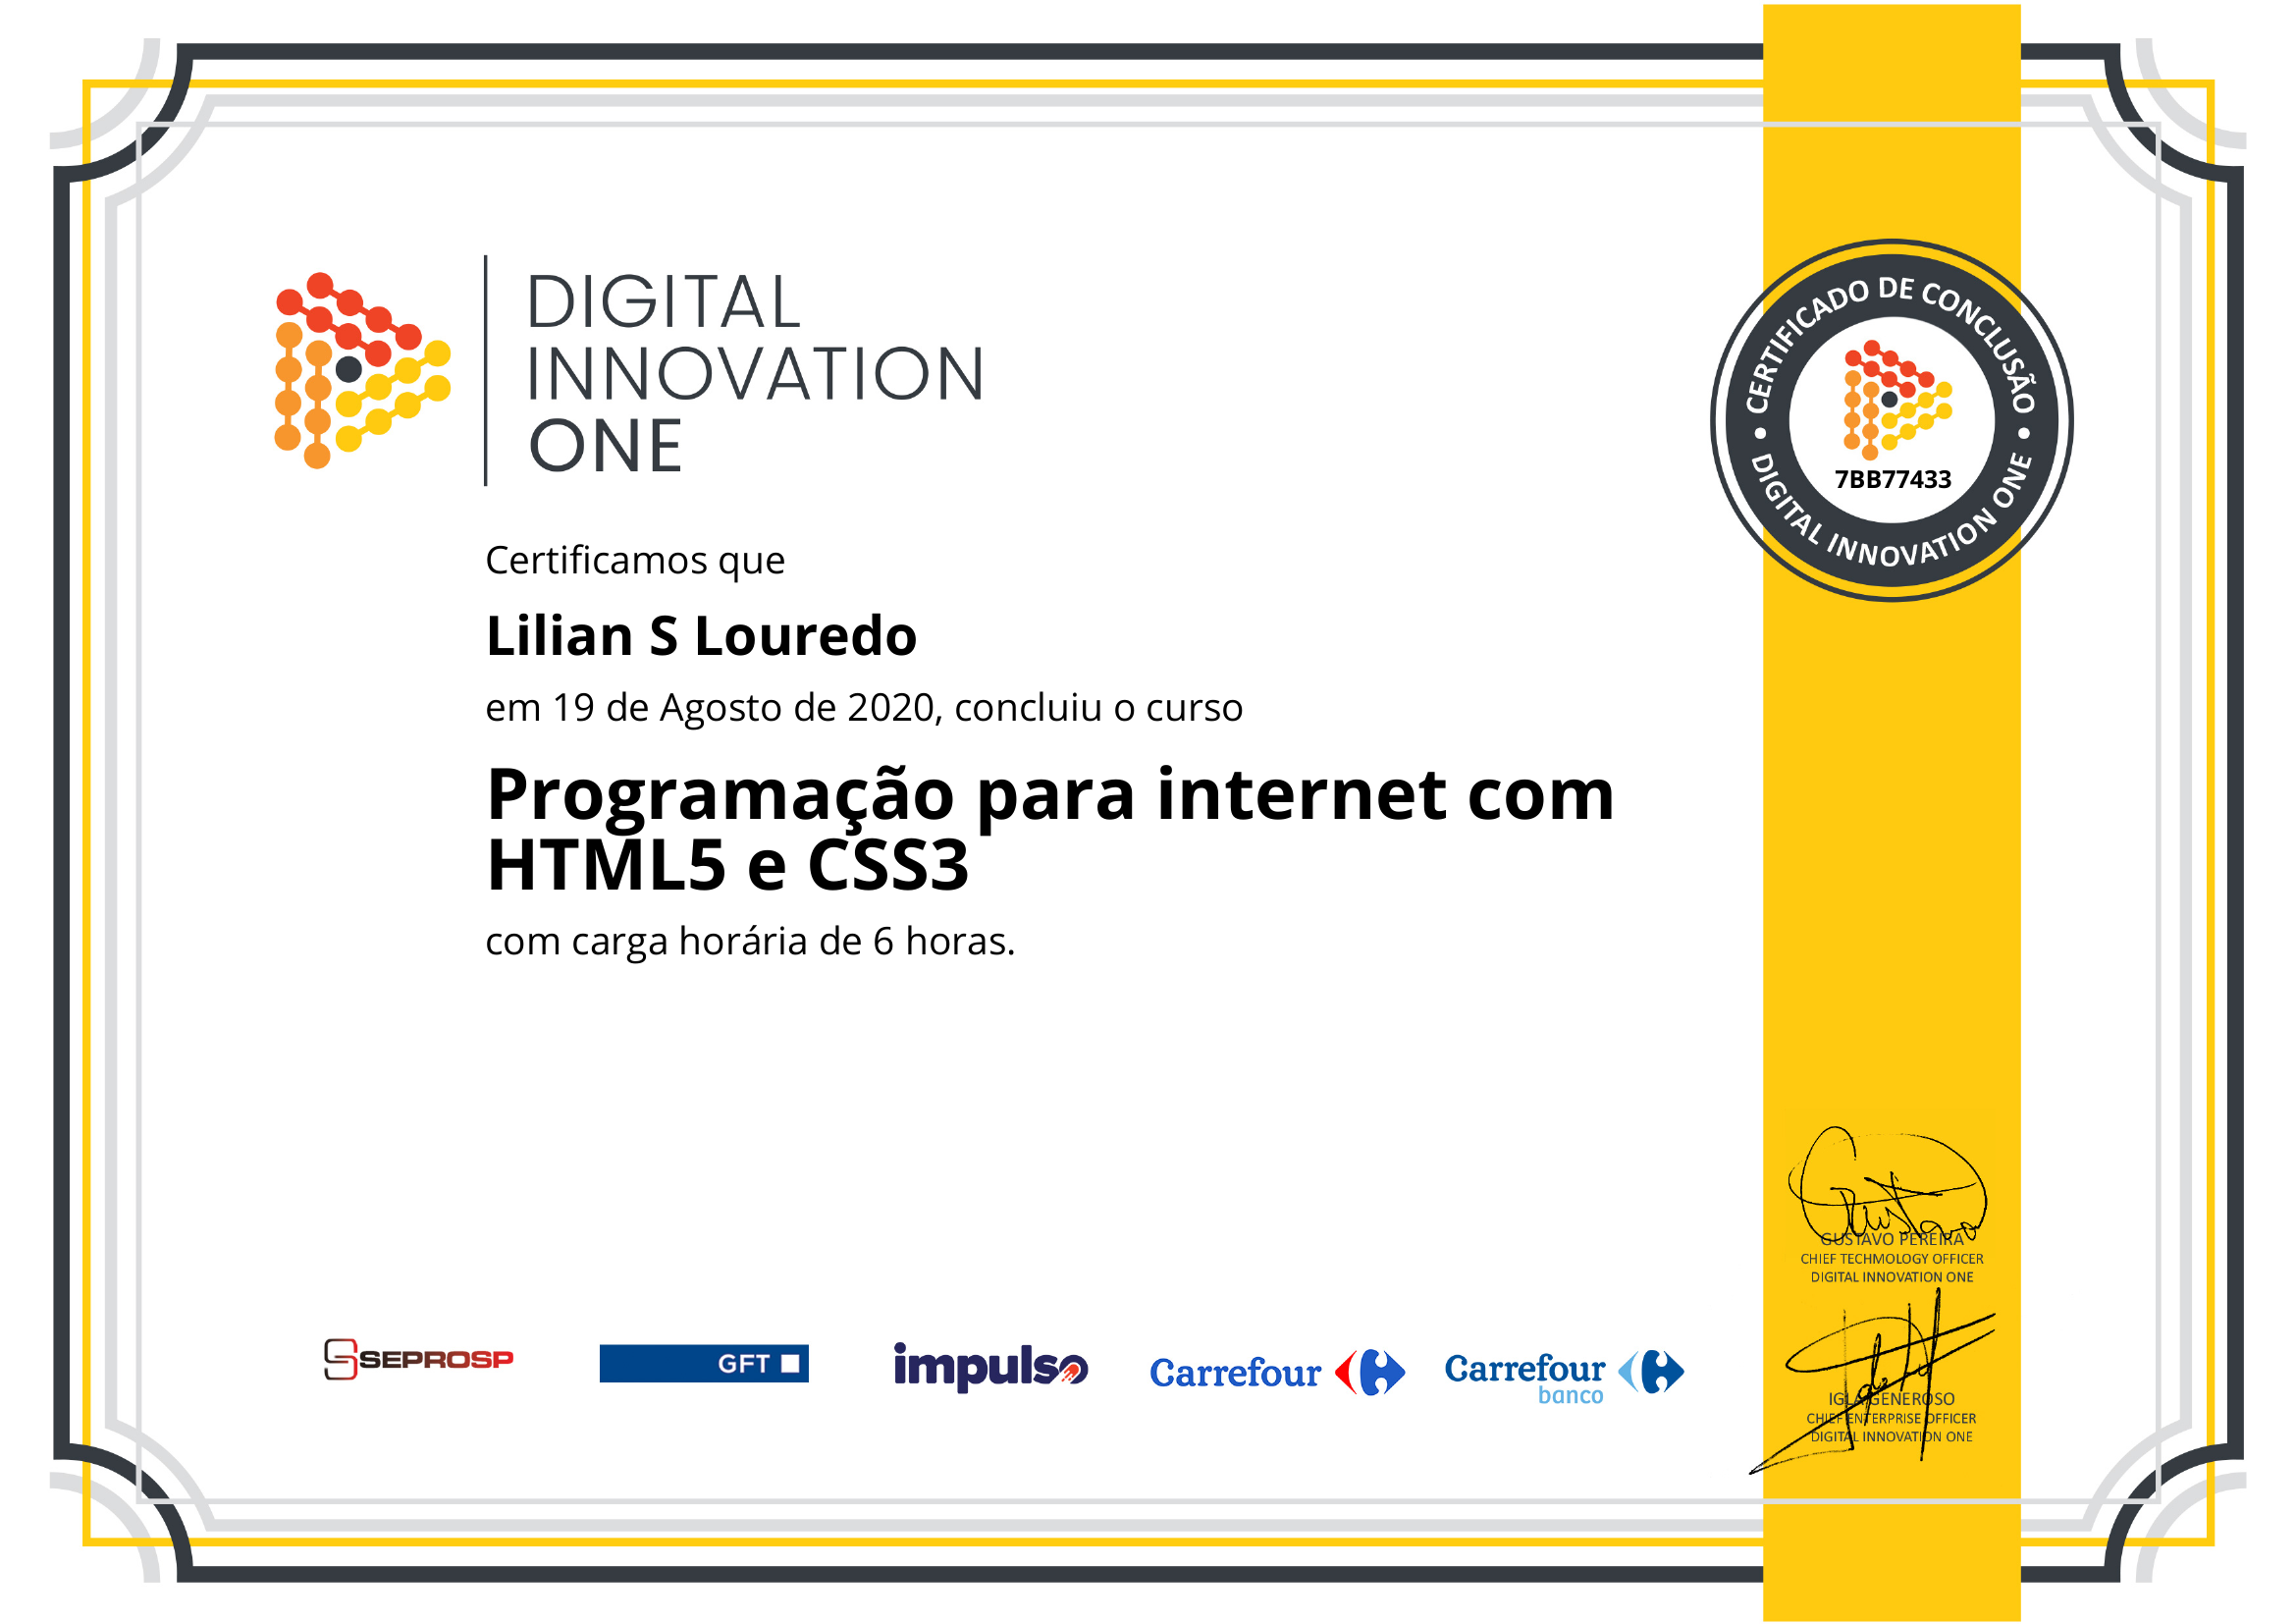 DIGITAL
INNOVATION
ONE
CERTIFICADO DE CONCLUSÃO
7BB77433
DIGITAL INNOVATION ONE
Certificamos que
Lilian S Louredo
em 19 de Agosto de 2020, concluiu o curso
Programação para internet com
HTML5 e CSS3
com carga horária de 6 horas.
GUSTAVO PEREIRA
CHIEF TECHMOLOGY OFFICER
DIGITAL INNOVATION ONE
IGLA GENEROSO
CHIEF ENTERPRISE OFFICER
DIGITAL INNOVATION ONE
SEPROSP
GFT
impulso
Carrefour
Carrefour
banco